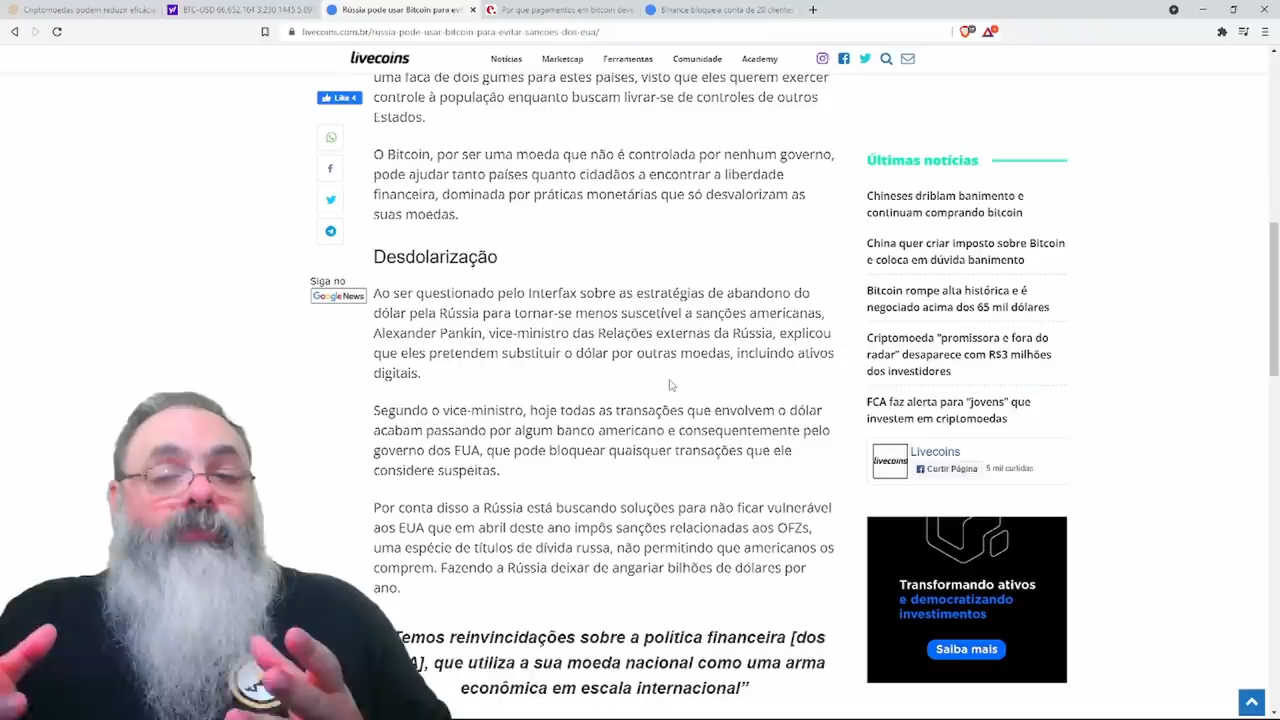 Criptomoedas podem reduzir eficác
BTC-USD 66.652,164 3,230.1445 5.09
Rússia pode usar Bitcoin para evit
Por que pagamentos em bitcoin deve
Binance bloqueia conta de 20 cliente
livecoins.com.br/russia-pode-usar-bitcoin-para-evitar-sancoes-dos-eua/
livecoins
Notícias Marketcap Ferramentas Comunidade Academy
Like 4
Siga no
Google News
uma faca de dois gumes para estes países, visto que eles querem exercer
controle à população enquanto buscam livrar-se de controles de outros
Estados.
O Bitcoin, por ser uma moeda que não é controlada por nenhum governo,
pode ajudar tanto países quanto cidadãos a encontrar a liberdade
financeira, dominanta por práticas monetárias que só desvalorizam as
suas moedas.
Desdolarização
Ao ser questionado pelo Interfax sobre as estratégias de abandono do
dólar pela Rússia para tornar-se menos suscetível a sanções americanas,
Alexander Pankin, vice-ministro das Relações externas da Rússia, explicou
que eles pretendem substituir o dólar por outras moedas, incluindo ativos
digitais.
Segundo o vice-ministro, hoje todas as transações que envolvem o dólar
acabam passando por algum banco americano e consequentemente pelo
governo dos EUA, que pode bloquear quaisquer transações que ele
considere suspeitas.
Por conta disso a Rússia está buscando soluções para não ficar vulnerável
aos EUA que em abril deste ano impôs sanções relacionadas aos OFZs,
uma espécie de títulos de dívida russa, não permitindo que americanos os
comprem. Fazendo a Rússia deixar de angariar bilhões de dólares por
ano.
Temos reinvincidações sobre a politica financeira [dos
A], que utiliza a sua moeda nacional como uma arma
econômica em escala internacional”
Últimas notícias
Chineses driblam banimento e
continuam comprando bitcoin
China quer criar imposto sobre Bitcoin
e coloca em dúvida banimento
Bitcoin rompe alta histórica e é
negociado acima dos 65 mil dólares
Criptomoeda “promissora e fora do
radar” desaparece com R$3 milhões
dos investidores
FCA faz alerta para “jovens” que
investem em criptomoedas
livecoins
Livecoins
Curtir Página 5 mil curtidas
Transformando ativos
e democratizando
investimentos
Saiba mais